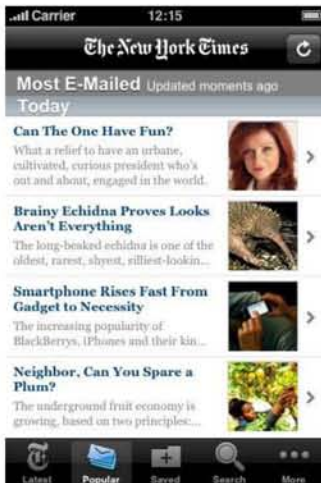 Carrier 12:15
The New York Times
Most E-Mailed Updated moments ago
Today
Can The One Have Fun?
What a relief to have an urbane,
cultivated, curious president who's
out and about, engaged in the world.
Brainy Echidna Proves Looks
Aren't Everything
The long-beaked echidna is one of the
oldest, rarest, shyest, silliest-lookin...
Smartphone Rises Fast From
Gadget to Necessity
The increasing popularity of
BlackBerrys, iPhones and their kin...
Neighbor, Can You Spare a
Plum?
The underground fruit economy is
growing, based on two principles:...
Latest Popular Saved Search More